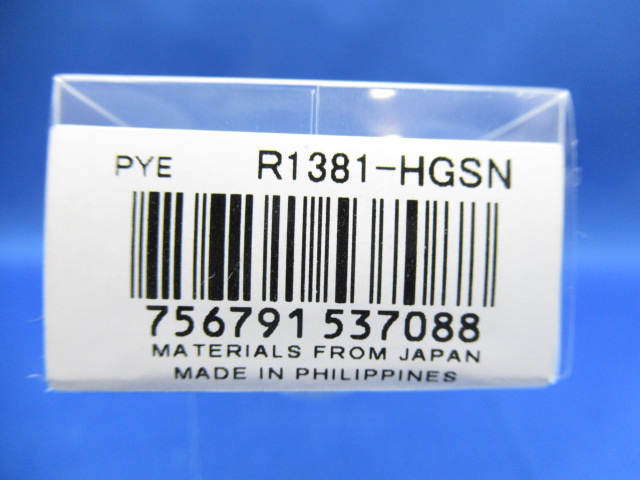 PYE R1381-HGSN
756791 537088
MATERIALS FROM JAPAN
MADE IN PHILIPPINES